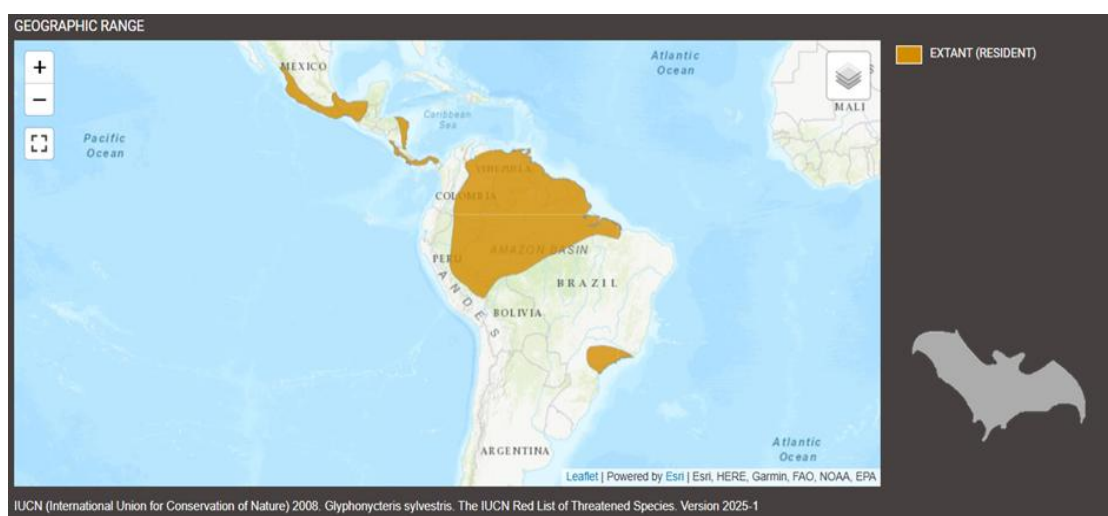 GEOGRAPHIC RANGE
EXTANT (RESIDENT)
+
−
MEXICO
Atlantic
Ocean
MALI
Caribbean
Sea
Pacific
Ocean
VENEZUELA
COLOMBIA
AMAZON BASIN
PERU
BRAZIL
ANDES
BOLIVIA
ARGENTINA
Atlantic
Ocean
Leaflet | Powered by Esri | Esri, HERE, Garmin, FAO, NOAA, EPA
IUCN (International Union for Conservation of Nature) 2008. Glyphonycteris sylvestris. The IUCN Red List of Threatened Species. Version 2025-1